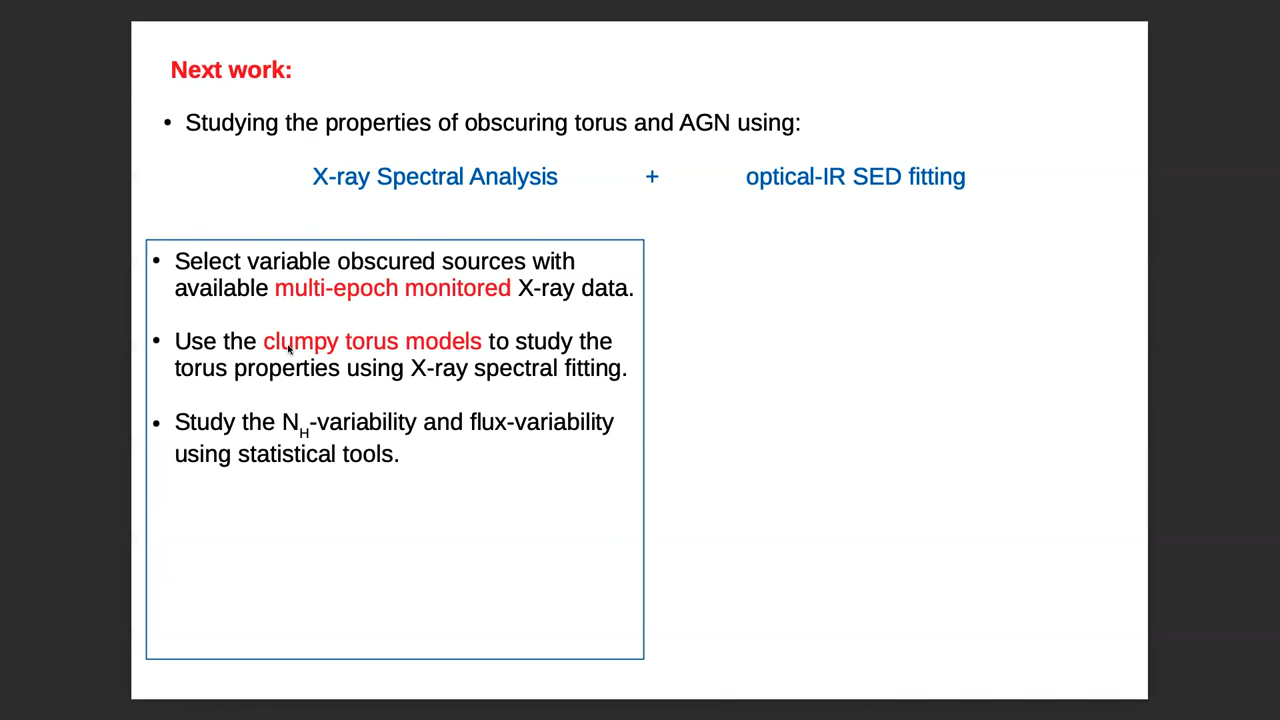 Next work:
• Studying the properties of obscuring torus and AGN using:
X-ray Spectral Analysis + optical-IR SED fitting
• Select variable obscured sources with
available multi-epoch monitored X-ray data.
• Use the clumpy torus models to study the
torus properties using X-ray spectral fitting.
• Study the N_H-variability and flux-variability
using statistical tools.